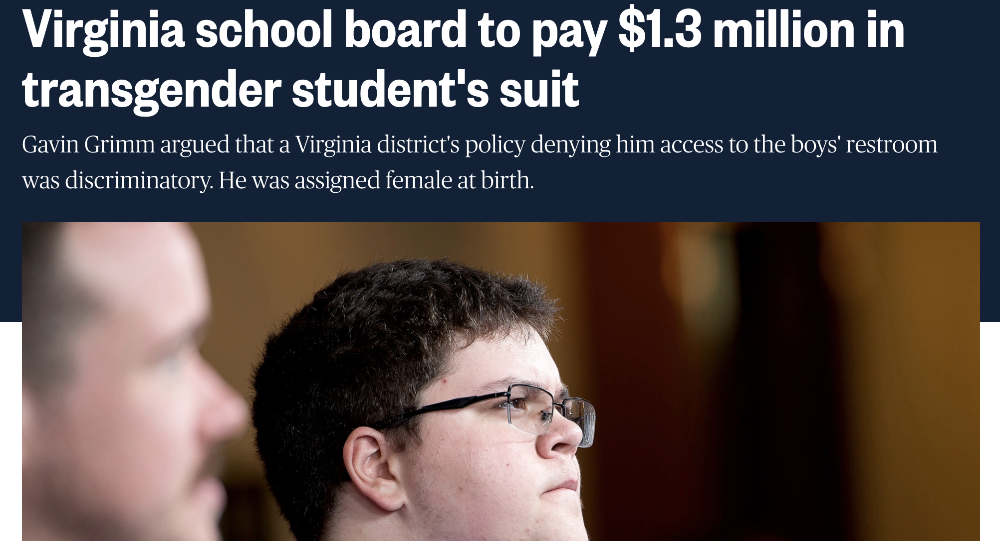 Virginia school board to pay $1.3 million in
transgender student's suit
Gavin Grimm argued that a Virginia district's policy denying him access to the boys' restroom
was discriminatory. He was assigned female at birth.